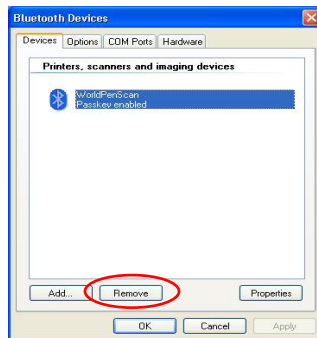 Bluetooth Devices
Devices Options COM Ports Hardware
Printers, scanners and imaging devices
WorldPenScan
Passkey enabled
Add... Remove Properties
OK Cancel Apply